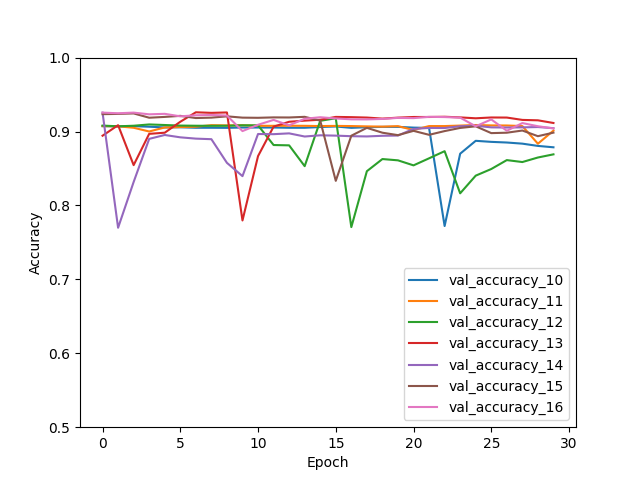 1.0
0.9
0.8
0.7
0.6
0.5
Accuracy
0 5 10 15 20 25 30
Epoch
val_accuracy_10
val_accuracy_11
val_accuracy_12
val_accuracy_13
val_accuracy_14
val_accuracy_15
val_accuracy_16